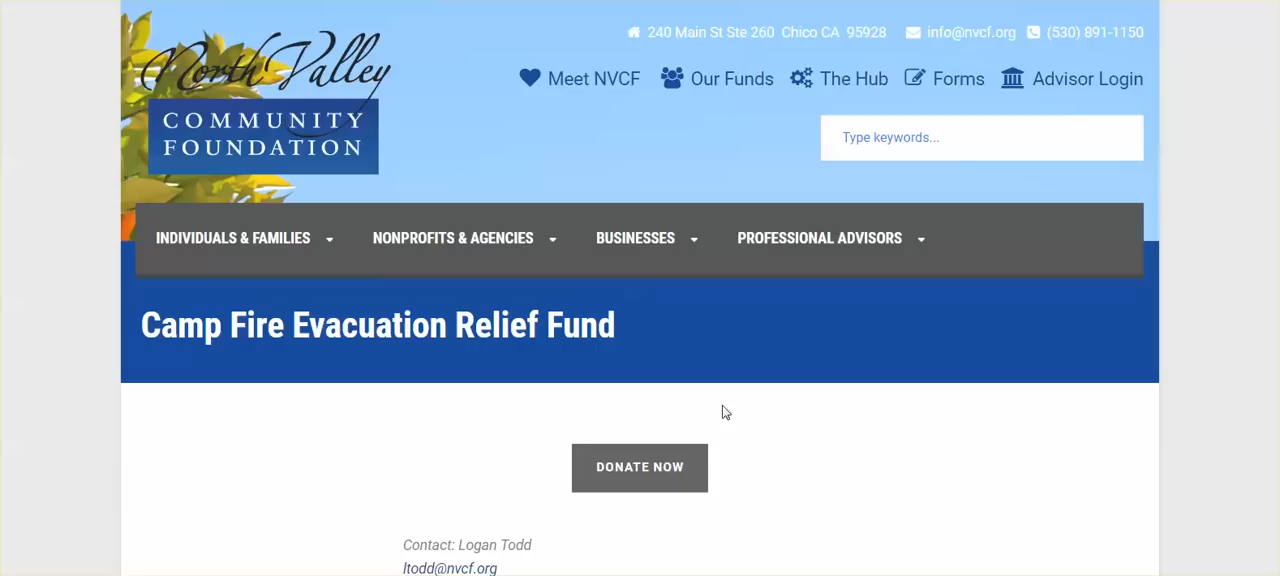 North Valley
COMMUNITY
FOUNDATION
240 Main St Ste 260 Chico CA 95928 info@nvcf.org (530) 891-1150
Meet NVCF Our Funds The Hub Forms Advisor Login
Type keywords...
INDIVIDUALS & FAMILIES NONPROFITS & AGENCIES BUSINESSES PROFESSIONAL ADVISORS
Camp Fire Evacuation Relief Fund
DONATE NOW
Contact: Logan Todd
ltodd@nvcf.org